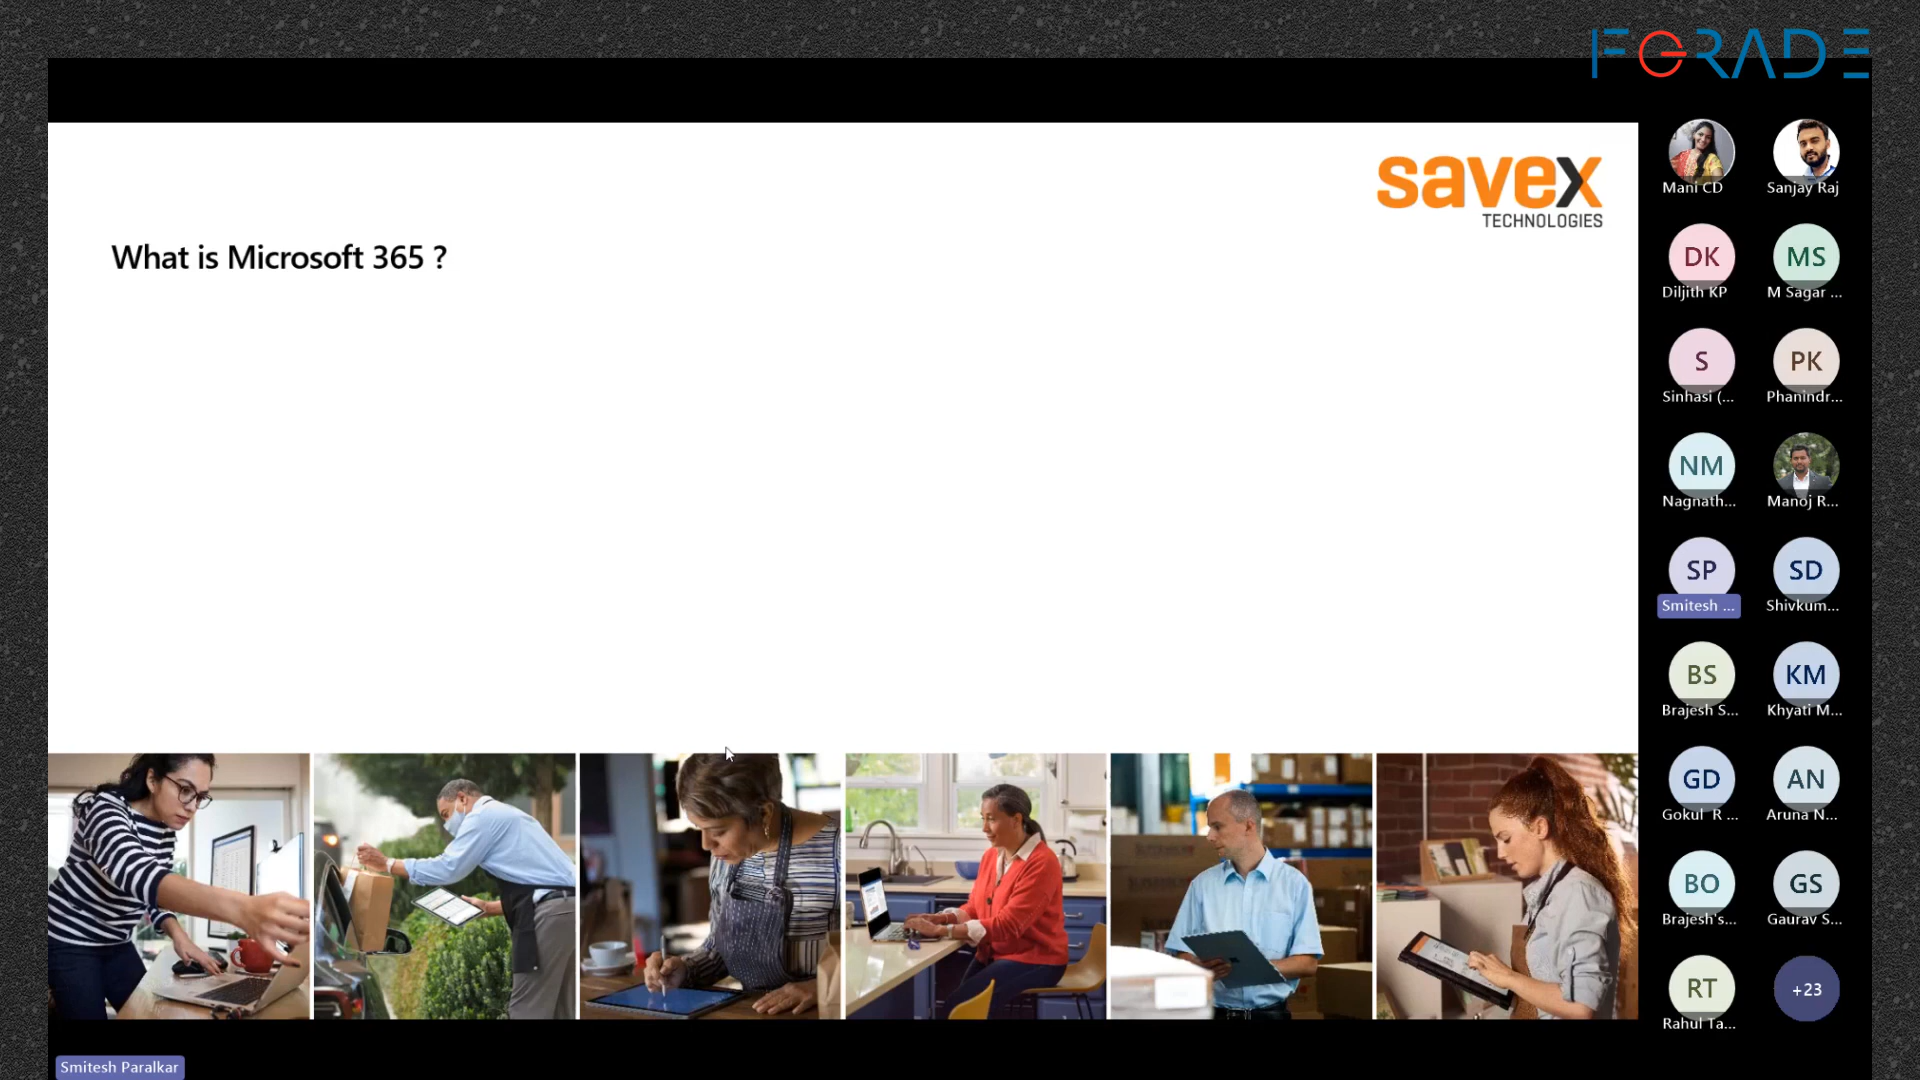 FGRADE
savex
TECHNOLOGIES
What is Microsoft 365 ?
Mani CD
Sanjay Raj
DK
MS
Diljith KP
M Sagar ...
S
PK
Sinhasi (...
Phanindr...
NM
Nagnath...
Manoj R...
SP
SD
Smitesh ...
Shivkum...
BS
KM
Brajesh S...
Khyati M...
GD
AN
Gokul R ...
Aruna N...
BO
GS
Brajesh's...
Gaurav S...
RT
+23
Rahul Ta...
Smitesh Paralkar